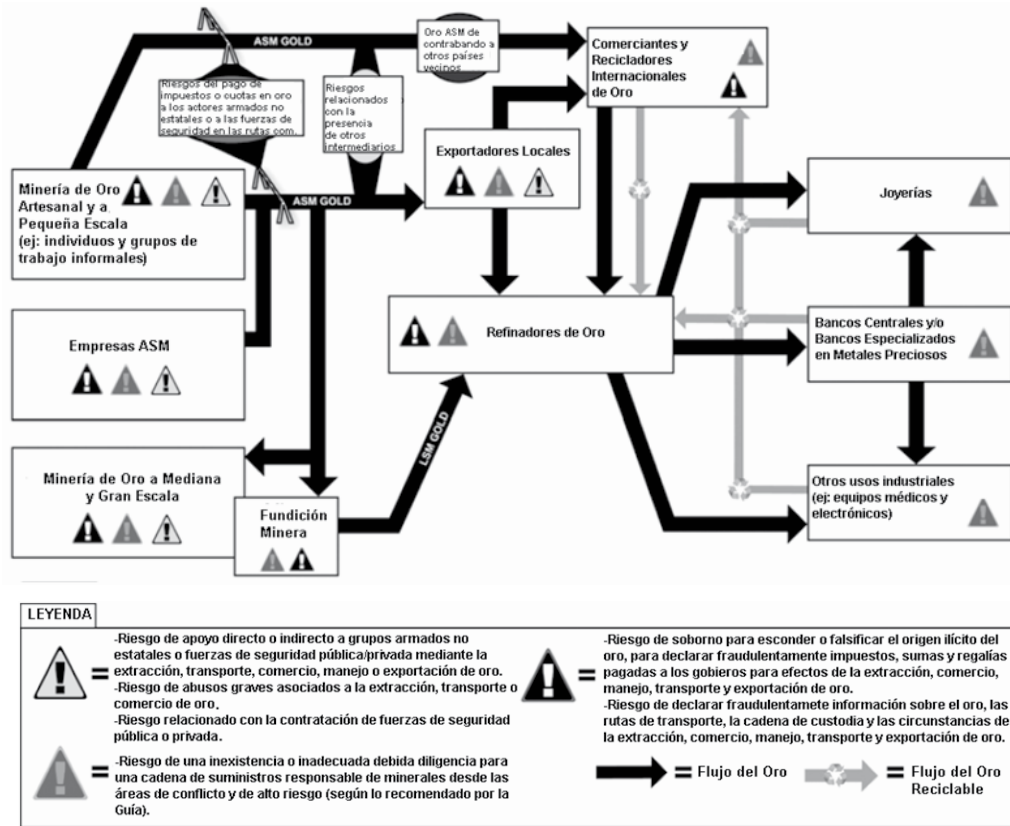 ASM GOLD
Oro ASM de
contrabando a
otros países
vecinos
Comerciantes y
Recicladores
Internacionales
de Oro
Riesgos del pago de
impuestos o cuotas en oro
a los actores armados no
estatales o a las fuerzas de
seguridad en las rutas com.
Riesgos
relacionados
con la
presencia
de otros
intermediarios
Exportadores Locales
Minería de Oro
Artesanal y a
Pequeña Escala
(ej: individuos y grupos de
trabajo informales)
ASM GOLD
Joyerías
Empresas ASM
Refinadores de Oro
Bancos Centrales y/o
Bancos Especializados
en Metales Preciosos
LSM GOLD
Minería de Oro a Mediana
y Gran Escala
Fundición
Minera
Otros usos industriales
(ej: equipos médicos y
electrónicos)
LEYENDA
-Riesgo de apoyo directo o indirecto a grupos armados no
estatales o fuerzas de seguridad pública/privada mediante la
extracción, transporte, comercio, manejo o exportación de oro.
-Riesgo de abusos graves asociados a la extracción, transporte o
comercio de oro.
-Riesgo relacionado con la contratación de fuerzas de seguridad
pública o privada.
-Riesgo de una inexistencia o inadecuada debida diligencia para
una cadena de suministros responsable de minerales desde las
áreas de conflicto y de alto riesgo (según lo recomendado por la
Guía).
-Riesgo de soborno para esconder o falsificar el origen ilícito del
oro, para declarar fraudulentamente impuestos, sumas y regalías
pagadas a los gobieros para efectos de la extracción, comercio,
manejo, transporte y exportación de oro.
-Riesgo de declarar fraudulentamete información sobre el oro, las
rutas de transporte, la cadena de custodia y las circunstancias de
la extracción, comercio, manejo, transporte y exportación de oro.
= Flujo del Oro
= Flujo del Oro
Reciclable